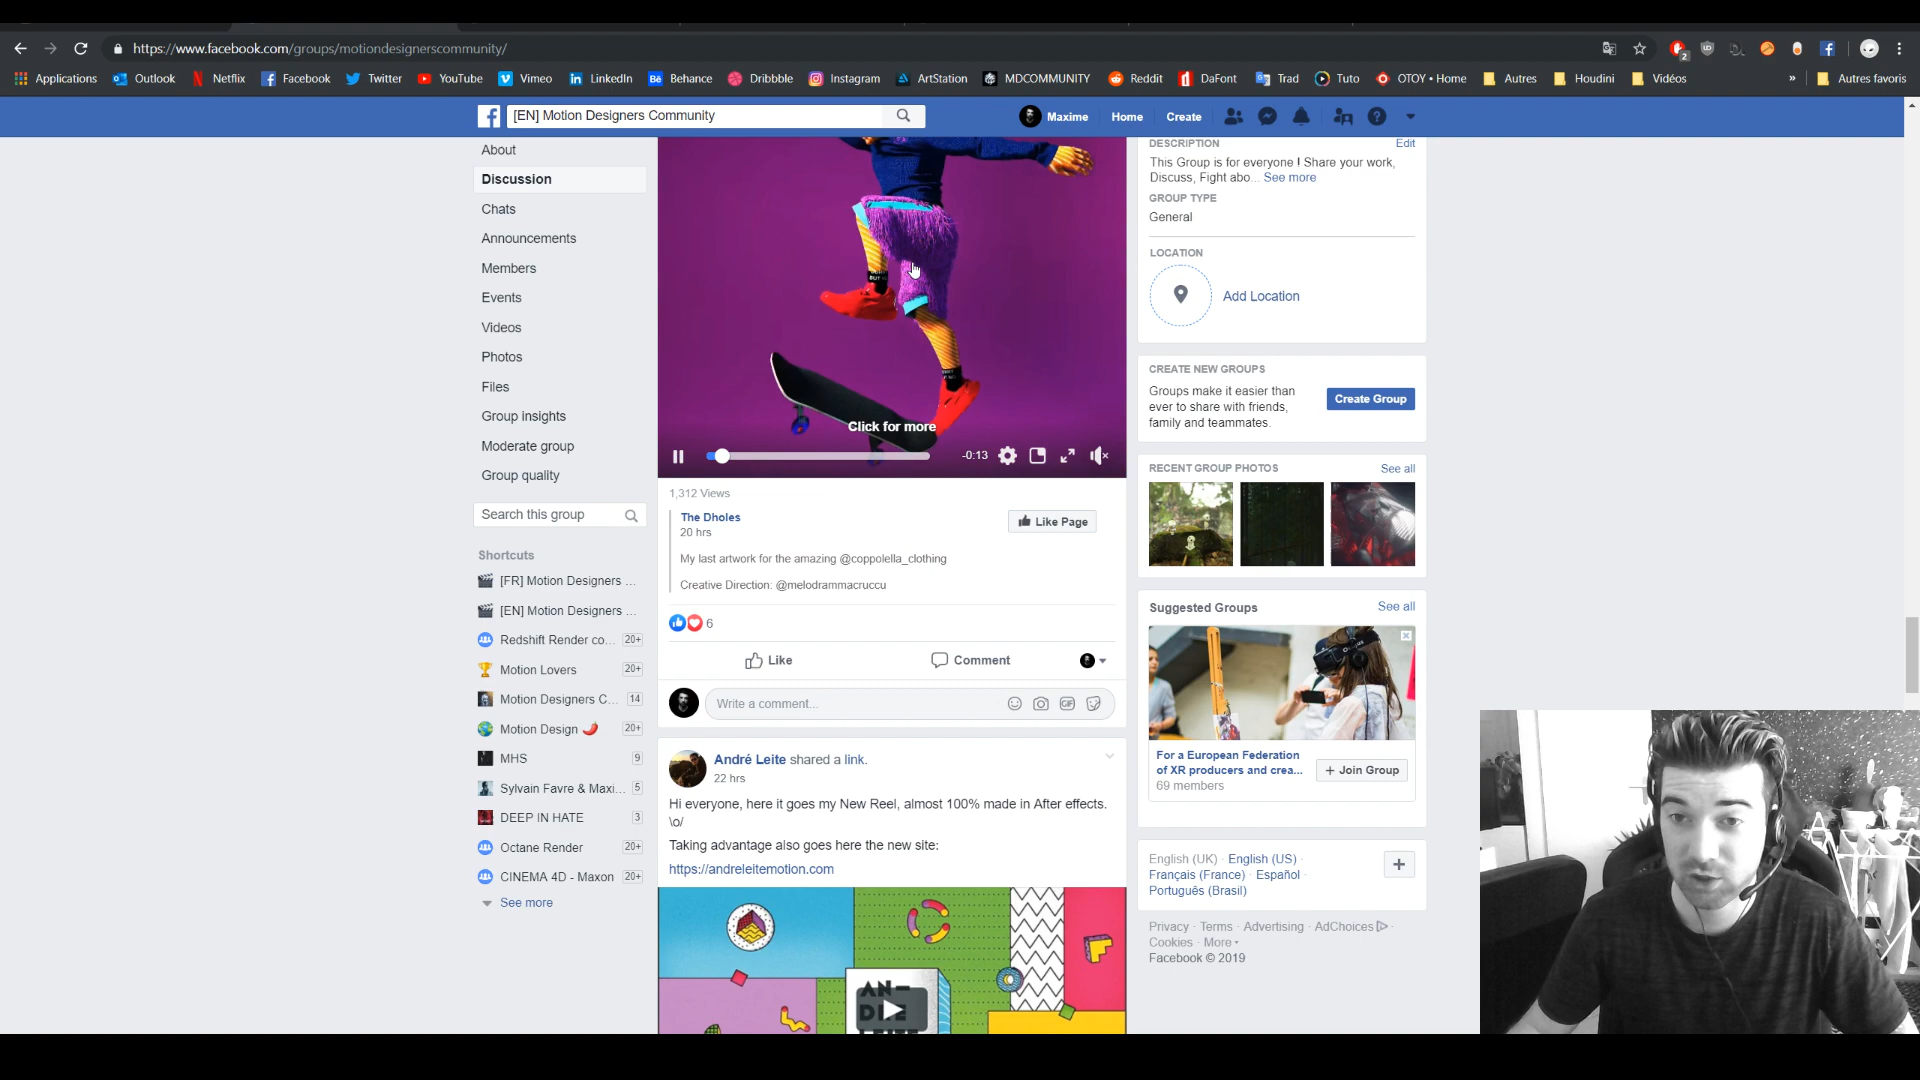 https://www.facebook.com/groups/motiondesignerscommunity/
2
Applications Outlook Netflix Facebook Twitter YouTube Vimeo LinkedIn Behance Dribbble Instagram ArtStation MDCOMMUNITY Reddit DaFont Trad Tuto OTOY • Home Autres Houdini Vidéos » Autres favoris
[EN] Motion Designers Community
Maxime Home Create
About
Discussion
Chats
Announcements
Members
Events
Videos
Photos
Files
Group insights
Moderate group
Group quality
Search this group
Shortcuts
[FR] Motion Designers ...
[EN] Motion Designers ...
Redshift Render co... 20+
Motion Lovers 20+
Motion Designers C... 14
Motion Design 🌶 20+
MHS 9
Sylvain Favre & Maxi... 5
DEEP IN HATE 3
Octane Render 20+
CINEMA 4D - Maxon 20+
See more
Click for more
-0:13
1,312 Views
The Dholes
20 hrs
Like Page
My last artwork for the amazing @coppolella_clothing
Creative Direction: @melodrammacruccu
6
Like Comment
Write a comment...
GIF
André Leite shared a link.
22 hrs
Hi everyone, here it goes my New Reel, almost 100% made in After effects.
\o/
Taking advantage also goes here the new site:
https://andreleitemotion.com
AN-
DRE
LEITE
DESCRIPTION Edit
This Group is for everyone ! Share your work,
Discuss, Fight abo... See more
GROUP TYPE
General
LOCATION
Add Location
CREATE NEW GROUPS
Groups make it easier than
ever to share with friends,
family and teammates.
Create Group
RECENT GROUP PHOTOS See all
Suggested Groups See all
For a European Federation
of XR producers and crea...
69 members
+ Join Group
English (UK) · English (US) ·
Français (France) · Español ·
Português (Brasil)
Privacy · Terms · Advertising · AdChoices ·
Cookies · More
Facebook © 2019